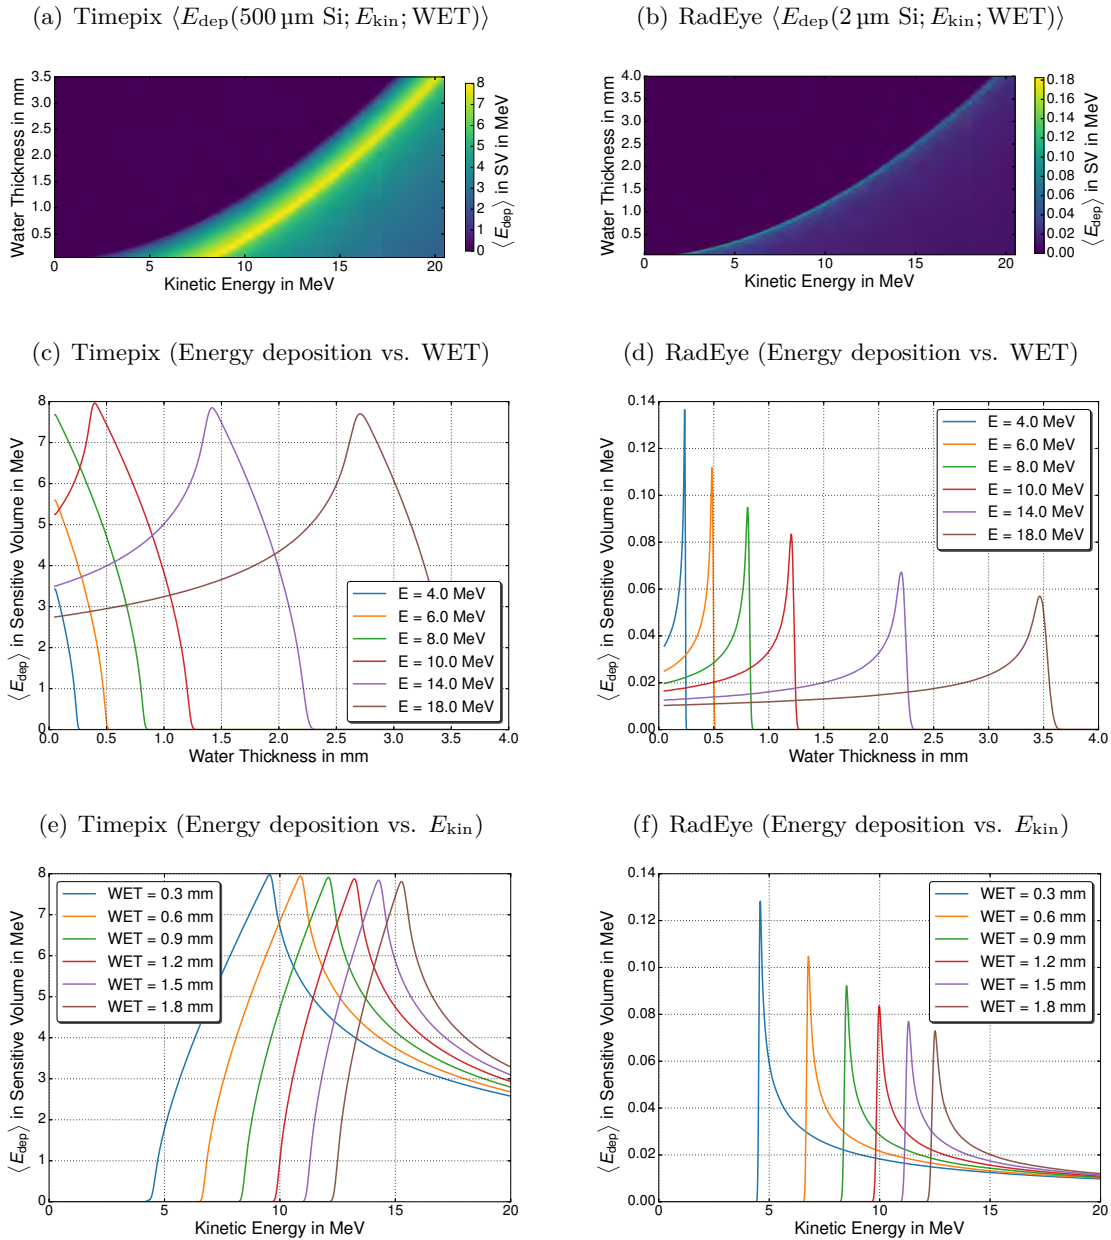 (a) Timepix ⟨E_dep(500 µm Si; E_kin; WET)⟩
(b) RadEye ⟨E_dep(2 µm Si; E_kin; WET)⟩
Water Thickness in mm
3.5
3.0
2.5
2.0
1.5
1.0
0.5
0 5 10 15 20
Kinetic Energy in MeV
8
7
6
5
4
3
2
1
0
⟨E_dep⟩ in SV in MeV
Water Thickness in mm
4.0
3.5
3.0
2.5
2.0
1.5
1.0
0.5
0 5 10 15 20
Kinetic Energy in MeV
0.18
0.16
0.14
0.12
0.10
0.08
0.06
0.04
0.02
0.00
⟨E_dep⟩ in SV in MeV
(c) Timepix (Energy deposition vs. WET)
(d) RadEye (Energy deposition vs. WET)
⟨E_dep⟩ in Sensitive Volume in MeV
8
7
6
5
4
3
2
1
0
E = 4.0 MeV
E = 6.0 MeV
E = 8.0 MeV
E = 10.0 MeV
E = 14.0 MeV
E = 18.0 MeV
0.0 0.5 1.0 1.5 2.0 2.5 3.0 3.5 4.0
Water Thickness in mm
⟨E_dep⟩ in Sensitive Volume in MeV
0.14
0.12
0.10
0.08
0.06
0.04
0.02
0.00
E = 4.0 MeV
E = 6.0 MeV
E = 8.0 MeV
E = 10.0 MeV
E = 14.0 MeV
E = 18.0 MeV
0.0 0.5 1.0 1.5 2.0 2.5 3.0 3.5 4.0
Water Thickness in mm
(e) Timepix (Energy deposition vs. E_kin)
(f) RadEye (Energy deposition vs. E_kin)
⟨E_dep⟩ in Sensitive Volume in MeV
8
7
6
5
4
3
2
1
0
WET = 0.3 mm
WET = 0.6 mm
WET = 0.9 mm
WET = 1.2 mm
WET = 1.5 mm
WET = 1.8 mm
0 5 10 15 20
Kinetic Energy in MeV
⟨E_dep⟩ in Sensitive Volume in MeV
0.14
0.12
0.10
0.08
0.06
0.04
0.02
0.00
WET = 0.3 mm
WET = 0.6 mm
WET = 0.9 mm
WET = 1.2 mm
WET = 1.5 mm
WET = 1.8 mm
0 5 10 15 20
Kinetic Energy in MeV